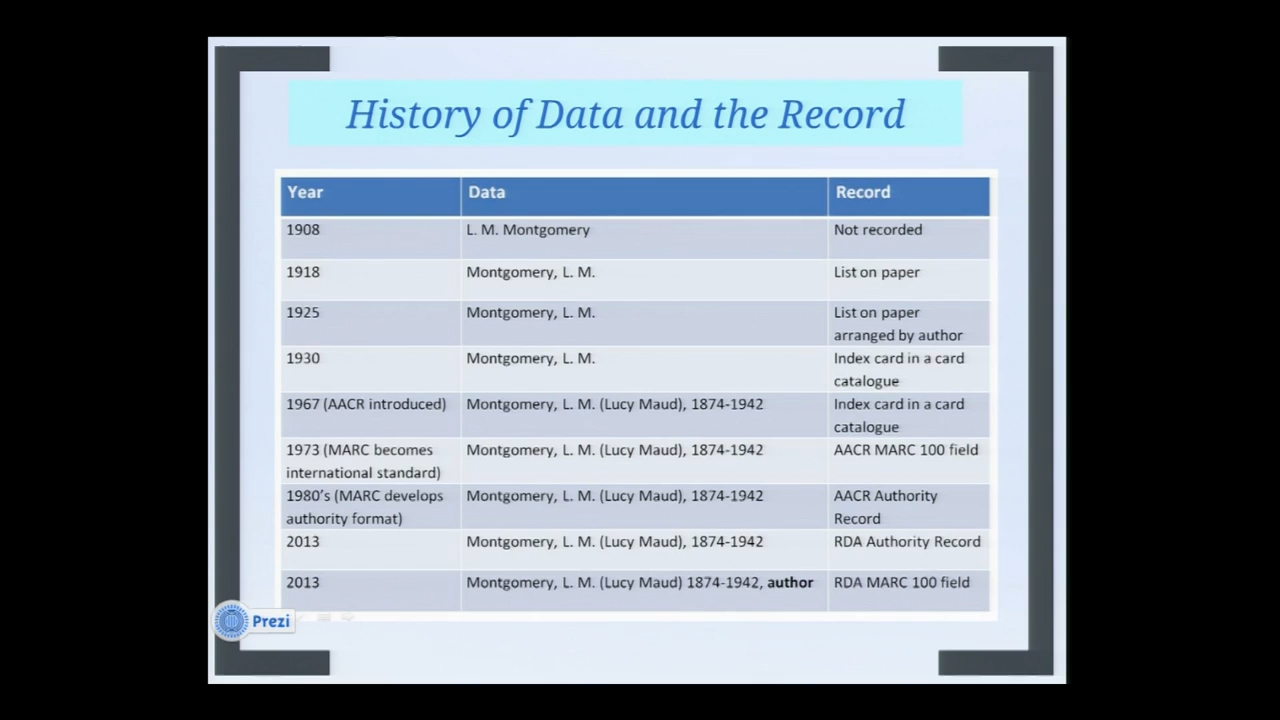 History of Data and the Record
Year Data Record
1908 L. M. Montgomery Not recorded
1918 Montgomery, L. M. List on paper
1925 Montgomery, L. M. List on paper
arranged by author
1930 Montgomery, L. M. Index card in a card
catalogue
1967 (AACR introduced) Montgomery, L. M. (Lucy Maud), 1874-1942 Index card in a card
catalogue
1973 (MARC becomes Montgomery, L. M. (Lucy Maud), 1874-1942 AACR MARC 100 field
international standard)
1980's (MARC develops Montgomery, L. M. (Lucy Maud), 1874-1942 AACR Authority
authority format) Record
2013 Montgomery, L. M. (Lucy Maud), 1874-1942 RDA Authority Record
2013 Montgomery, L. M. (Lucy Maud) 1874-1942, author RDA MARC 100 field
Prezi